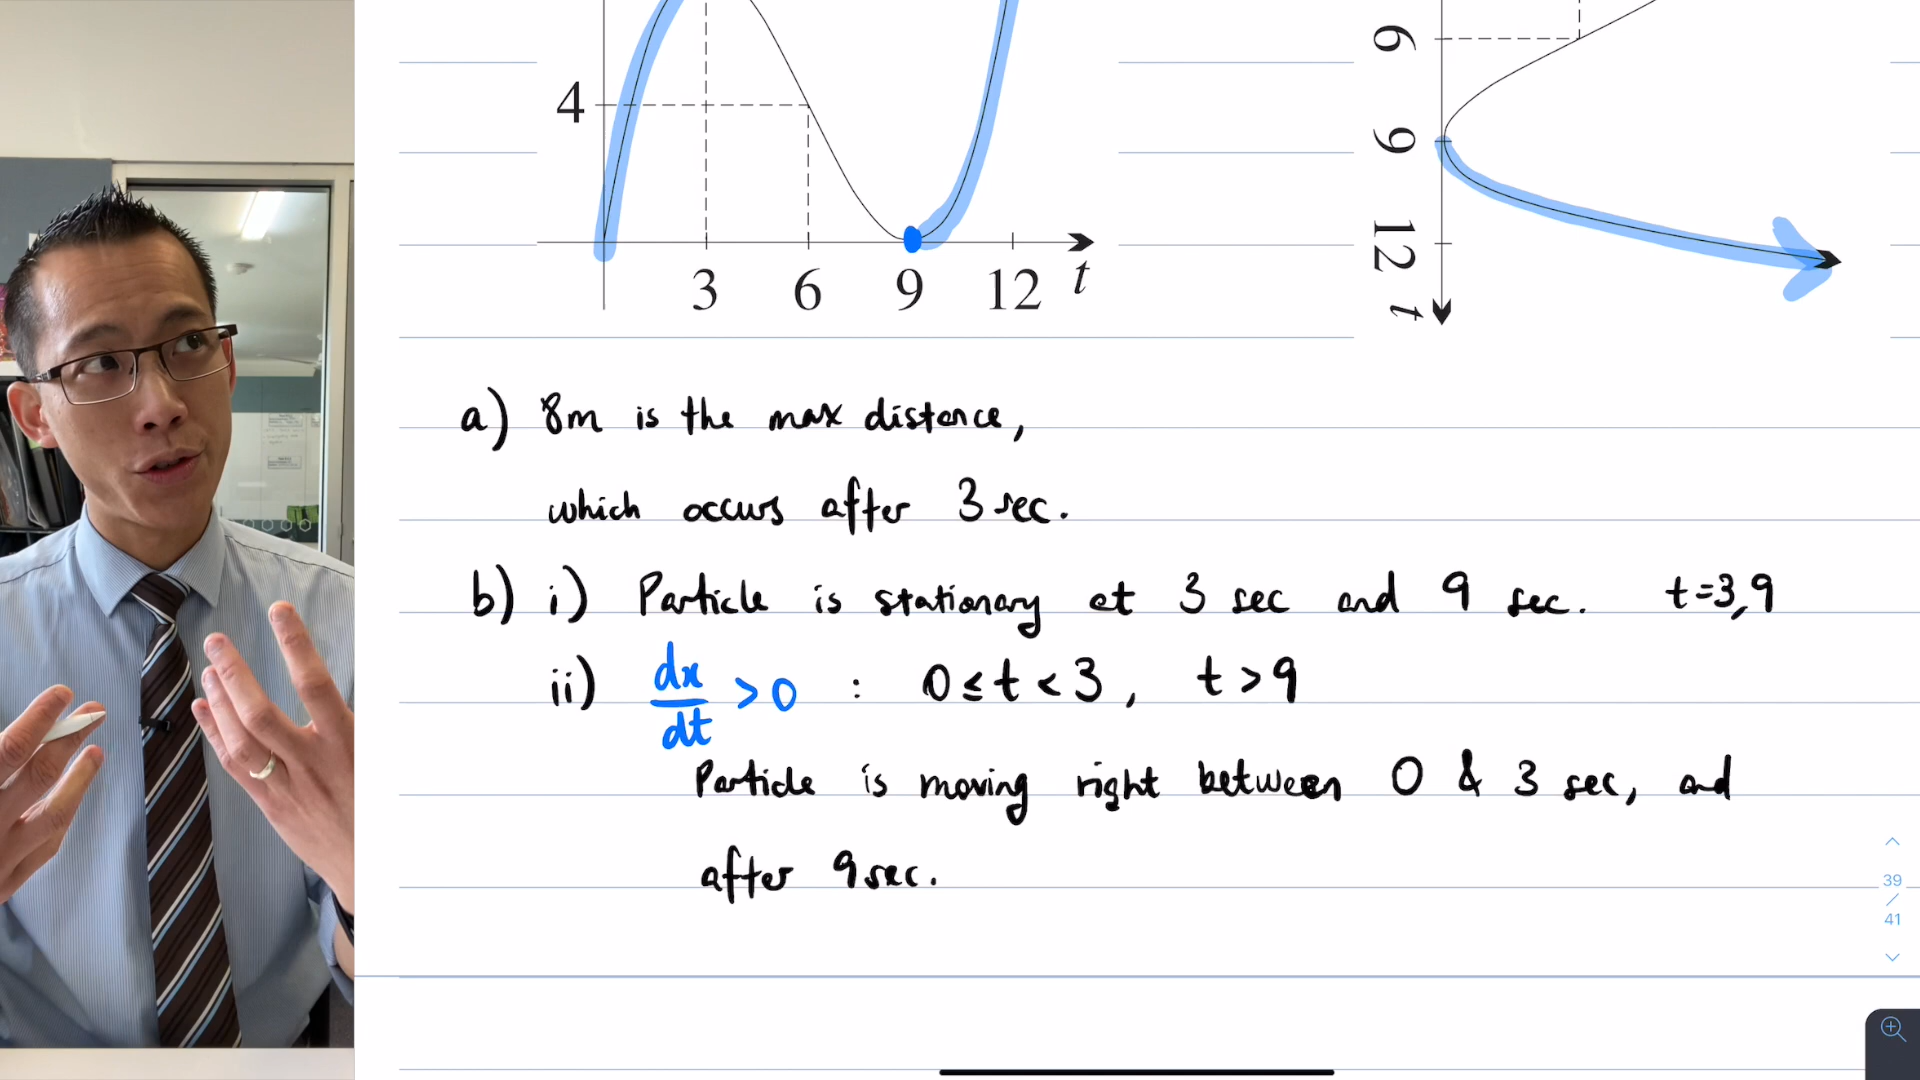 4
3 6 9 12 t
6
9
12
t
a) 8m is the max distance,
which occurs after 3 sec.
b) i) Particle is stationary at 3 sec and 9 sec. t=3,9
ii) dx/dt >0 : 0≤t<3, t>9
Particle is moving right between 0 & 3 sec, and
after 9 sec.
39
/
41